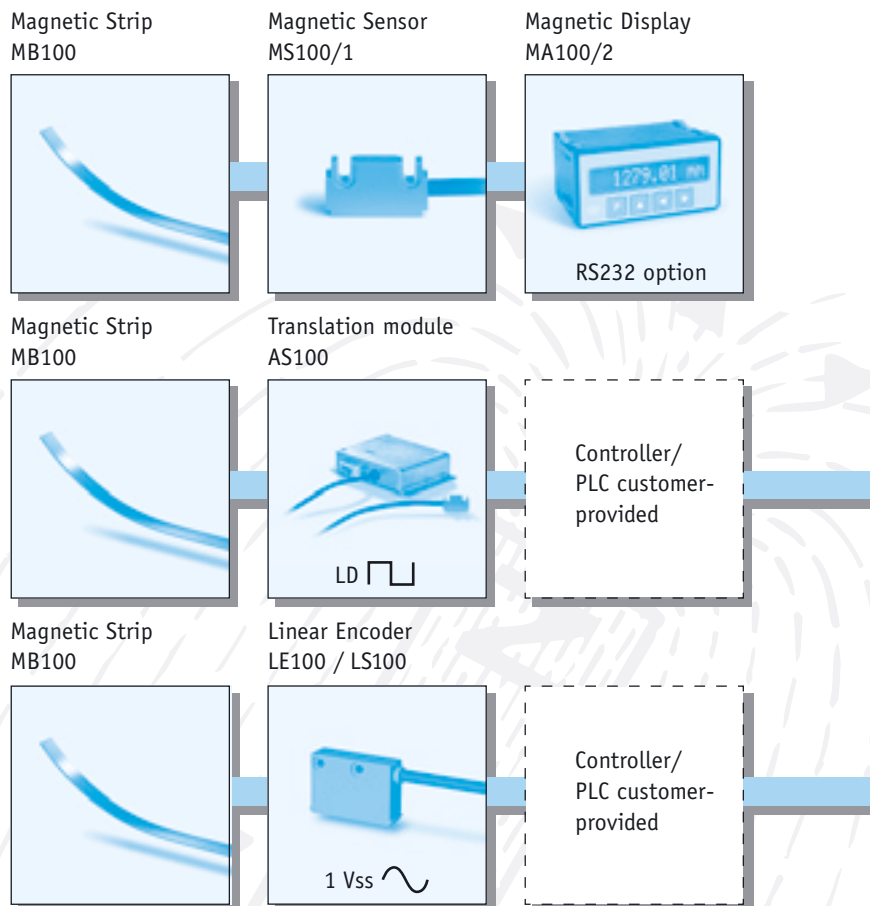 Magnetic Strip
MB100
Magnetic Sensor
MS100/1
Magnetic Display
MA100/2
1279.01 mm
RS232 option
Magnetic Strip
MB100
Translation module
AS100
LD
Controller/
PLC customer-
provided
Magnetic Strip
MB100
Linear Encoder
LE100 / LS100
1 Vss
Controller/
PLC customer-
provided